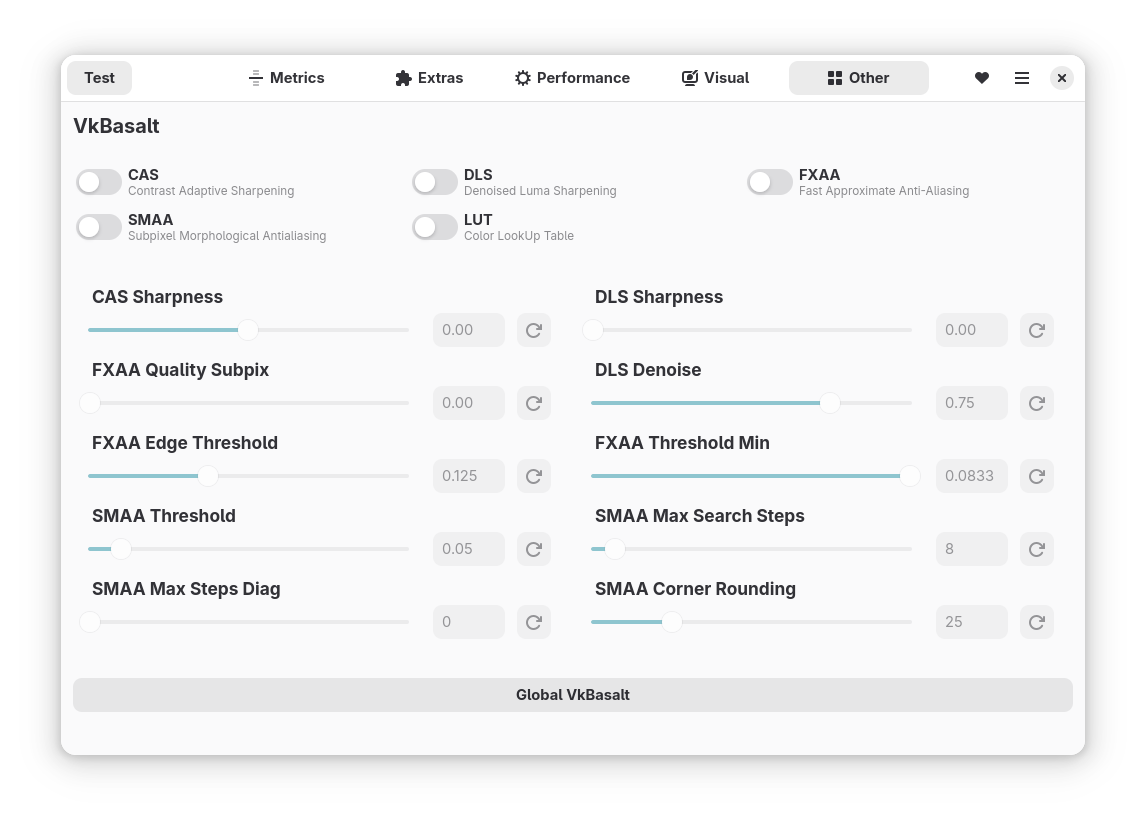 Test
Metrics
Extras
Performance
Visual
Other
VkBasalt
CAS
Contrast Adaptive Sharpening
DLS
Denoised Luma Sharpening
FXAA
Fast Approximate Anti-Aliasing
SMAA
Subpixel Morphological Antialiasing
LUT
Color LookUp Table
CAS Sharpness
0.00
DLS Sharpness
0.00
FXAA Quality Subpix
0.00
DLS Denoise
0.75
FXAA Edge Threshold
0.125
FXAA Threshold Min
0.0833
SMAA Threshold
0.05
SMAA Max Search Steps
8
SMAA Max Steps Diag
0
SMAA Corner Rounding
25
Global VkBasalt